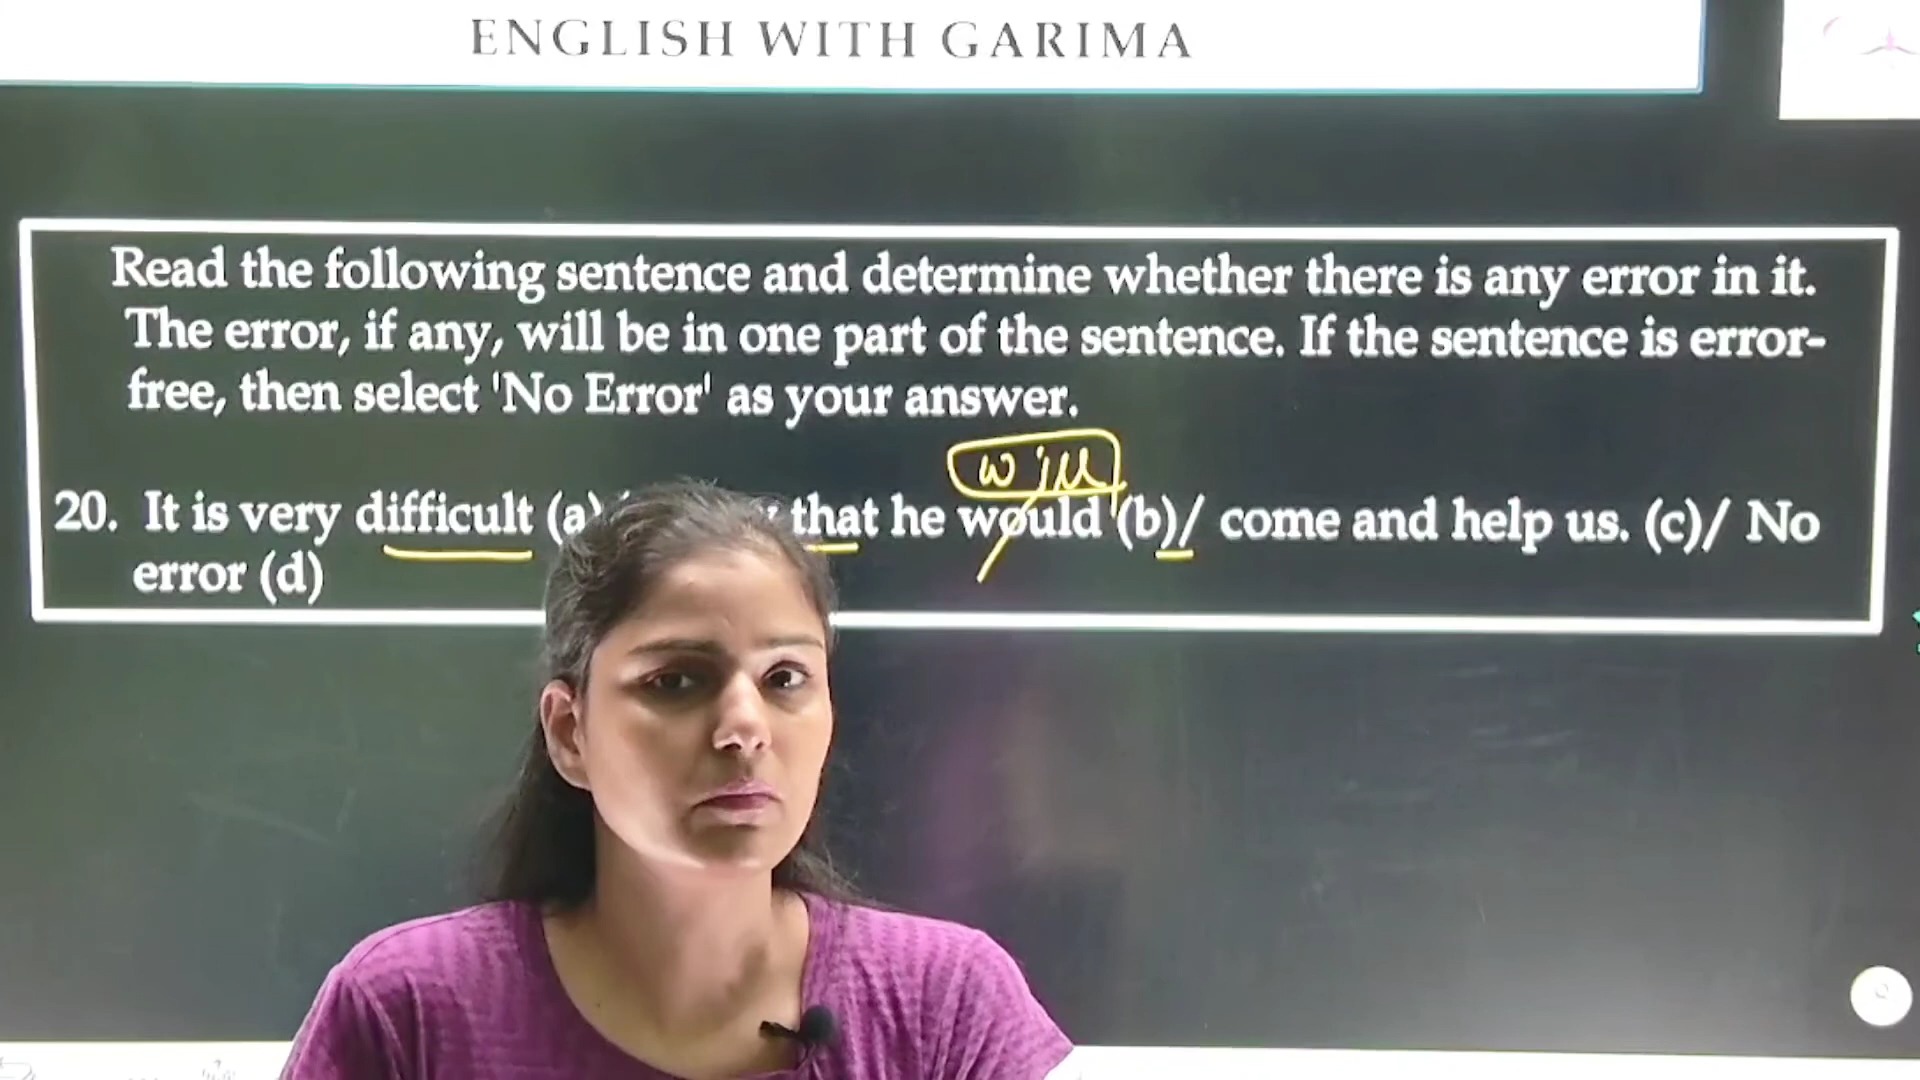 ENGLISH WITH GARIMA
Read the following sentence and determine whether there is any error in it.
The error, if any, will be in one part of the sentence. If the sentence is error-
free, then select 'No Error' as your answer.
will
20. It is very difficult (a) that he would (b)/ come and help us. (c)/ No
error (d)